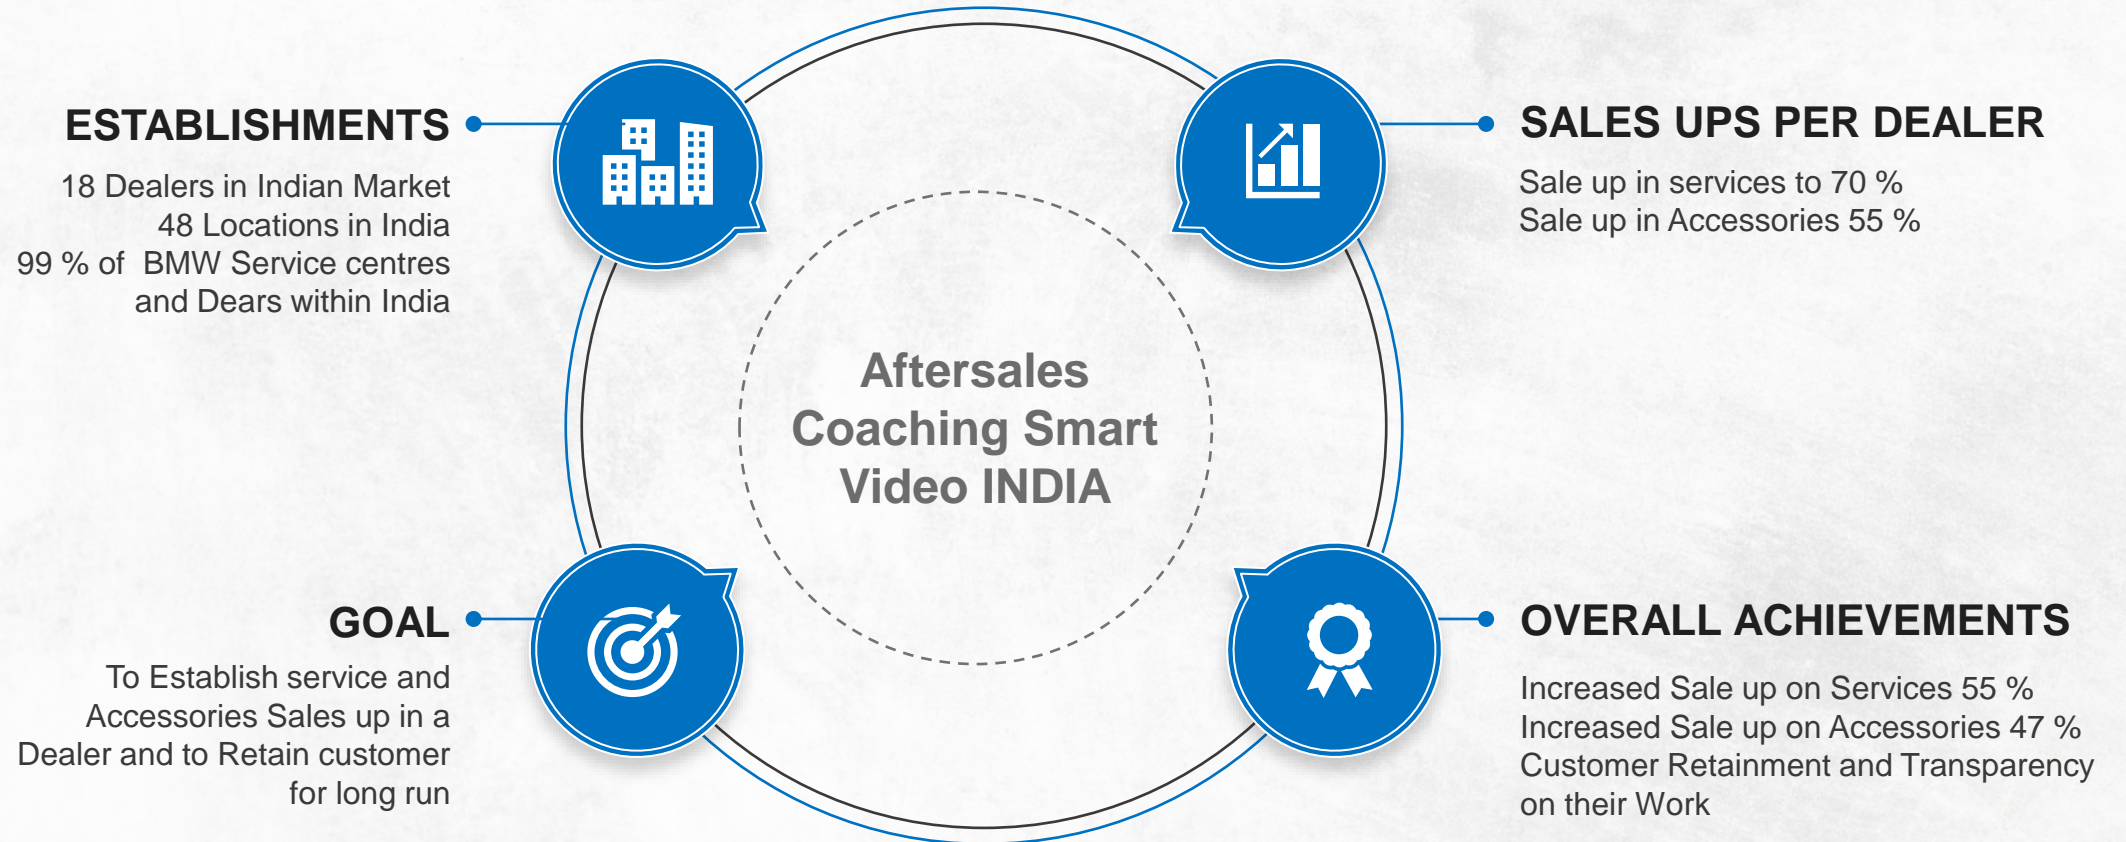 ESTABLISHMENTS
18 Dealers in Indian Market
48 Locations in India
99 % of BMW Service centres
and Dears within India
SALES UPS PER DEALER
Sale up in services to 70 %
Sale up in Accessories 55 %
Aftersales
Coaching Smart
Video INDIA
GOAL
To Establish service and
Accessories Sales up in a
Dealer and to Retain customer
for long run
OVERALL ACHIEVEMENTS
Increased Sale up on Services 55 %
Increased Sale up on Accessories 47 %
Customer Retainment and Transparency
on their Work